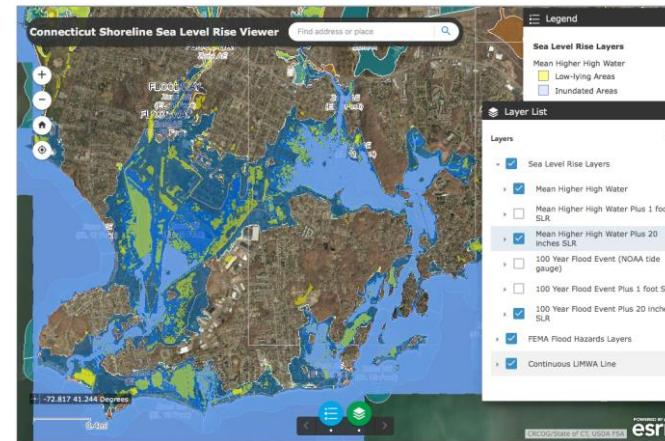 Connecticut Shoreline Sea Level Rise Viewer
Find address or place
Legend
Sea Level Rise Layers
Mean Higher High Water
Low-lying Areas
Inundated Areas
Layer List
Layers
Sea Level Rise Layers
Mean Higher High Water
Mean Higher High Water Plus 1 foo
SLR
Mean Higher High Water Plus 20
inches SLR
100 Year Flood Event (NOAA tide
gauge)
100 Year Flood Event Plus 1 foot S
100 Year Flood Event Plus 20 inche
SLR
FEMA Flood Hazards Layers
Continuous LiMWA Line
-72.817 41.244 Degrees
0.4mi
CRCOG/State of CT, USDA FSA
POWERED BY
esri